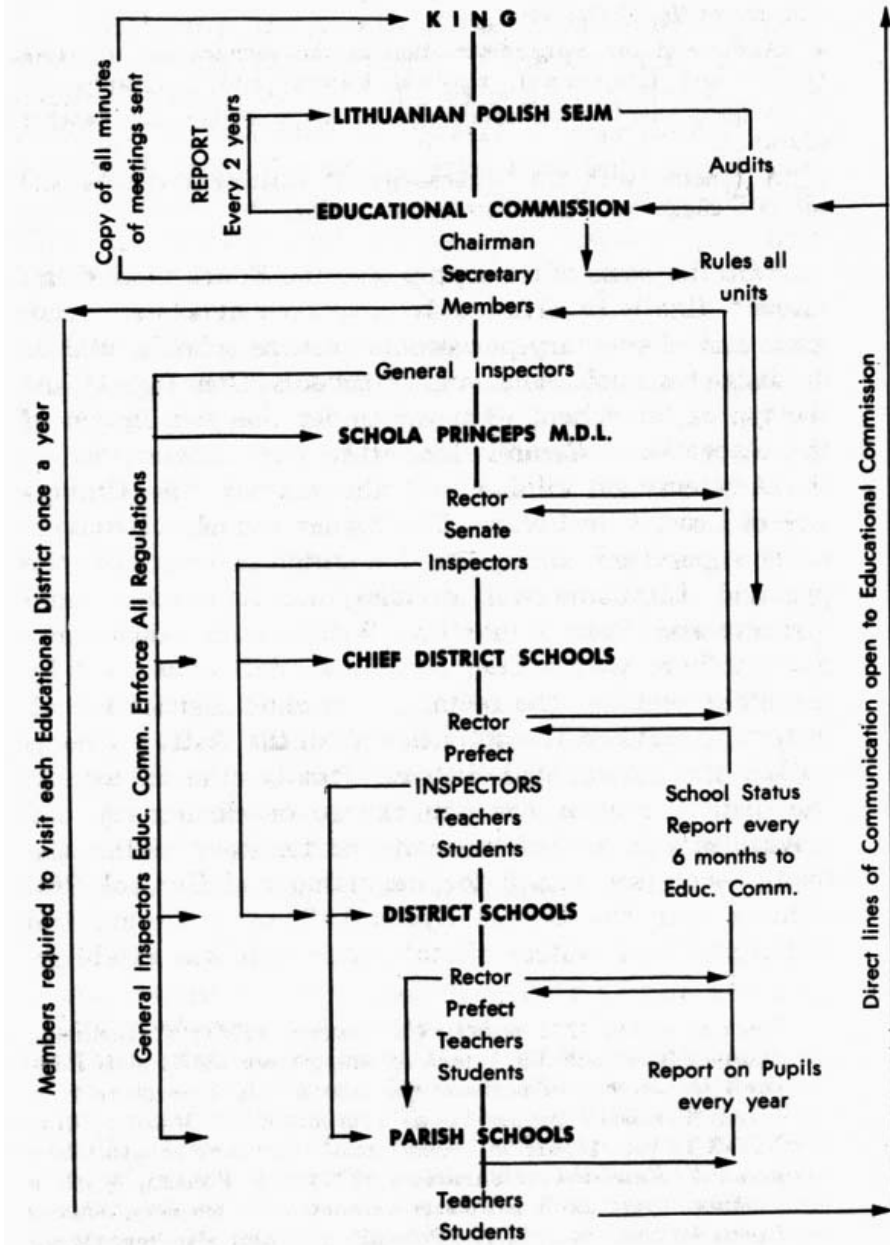 KING
Copy of all minutes
of meetings sent
REPORT
Every 2 years
LITHUANIAN POLISH SEJM
Audits
EDUCATIONAL COMMISSION
Chairman
Secretary
Members
Rules all
units
General Inspectors
SCHOLA PRINCEPS M.D.L.
Rector
Senate
Inspectors
CHIEF DISTRICT SCHOOLS
Rector
Prefect
INSPECTORS
Teachers
Students
School Status
Report every
6 months to
Educ. Comm.
DISTRICT SCHOOLS
Rector
Prefect
Teachers
Students
Report on Pupils
every year
PARISH SCHOOLS
Teachers
Students
Members required to visit each Educational District once a year
General Inspectors Educ. Comm. Enforce All Regulations
Direct lines of Communication open to Educational Commission